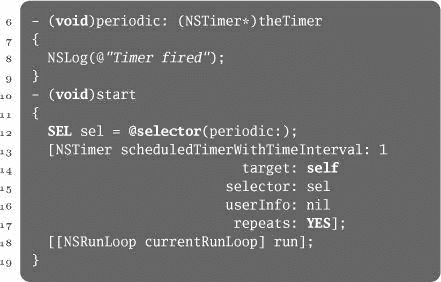 6 - (void)periodic: (NSTimer*)theTimer
7 {
8   NSLog(@"Timer fired");
9 }
10 - (void)start
11 {
12   SEL sel = @selector(periodic:);
13   [NSTimer scheduledTimerWithTimeInterval: 1
14                                    target: self
15                                  selector: sel
16                                  userInfo: nil
17                                   repeats: YES];
18   [[NSRunLoop currentRunLoop] run];
19 }